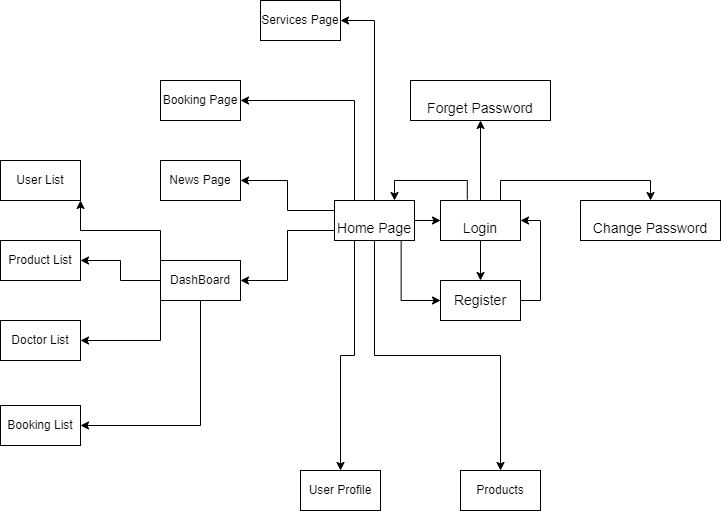 Services Page
Booking Page
Forget Password
User List
News Page
Home Page
Login
Change Password
Product List
DashBoard
Register
Doctor List
Booking List
User Profile
Products